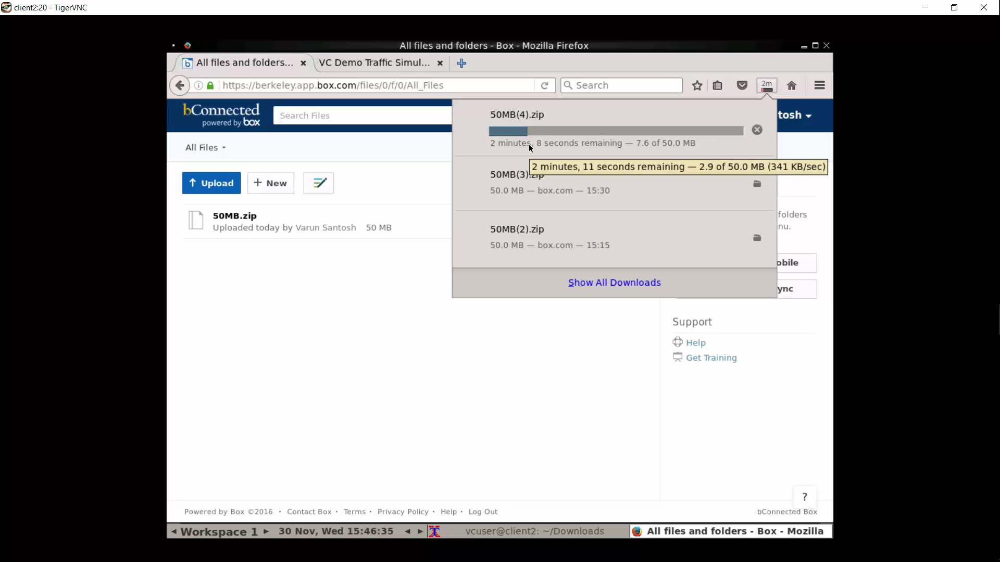 client2:20 - TigerVNC
All files and folders - Box - Mozilla Firefox
All files and folders... VC Demo Traffic Simul...
https://berkeley.app.box.com/files/0/f/0/All_Files Search 2m
bConnected
powered by box
Search Files
tosh
50MB(4).zip
2 minutes, 8 seconds remaining — 7.6 of 50.0 MB
2 minutes, 11 seconds remaining — 2.9 of 50.0 MB (341 KB/sec)
50MB(3).zip
50.0 MB — box.com — 15:30
50MB(2).zip
50.0 MB — box.com — 15:15
Show All Downloads
All Files
Upload + New
50MB.zip
Uploaded today by Varun Santosh 50 MB
folders
nu.
obile
ync
Support
Help
Get Training
?
Powered by Box ©2016 · Contact Box · Terms · Privacy Policy · Help · Log Out
bConnected Box
Workspace 1 30 Nov, Wed 15:46:35 vcuser@client2: ~/Downloads All files and folders - Box - Mozilla